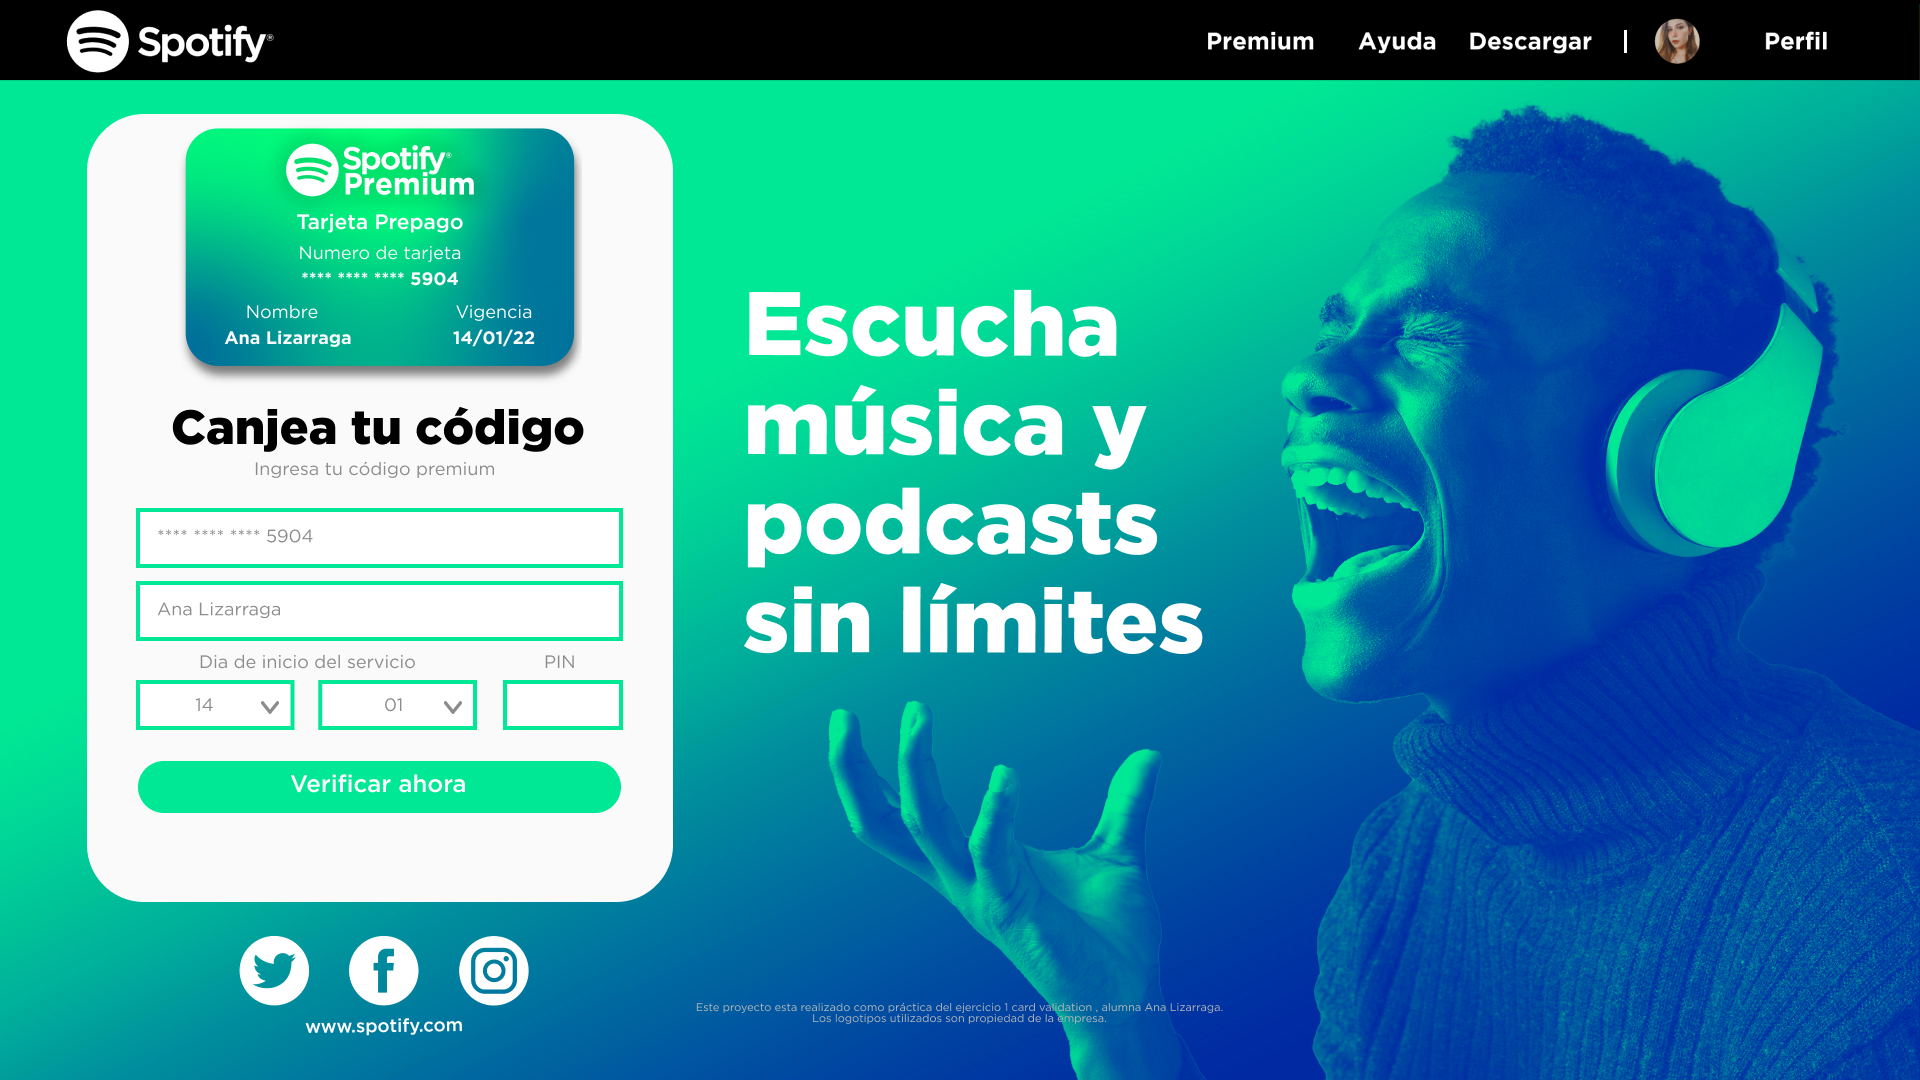 Spotify®
Premium Ayuda Descargar | Perfil
Spotify®
Premium
Tarjeta Prepago
Numero de tarjeta
**** **** **** 5904
Nombre Vigencia
Ana Lizarraga 14/01/22
Canjea tu código
Ingresa tu código premium
**** **** **** 5904
Ana Lizarraga
Dia de inicio del servicio PIN
14 01
Verificar ahora
www.spotify.com
Escucha
música y
podcasts
sin límites
Este proyecto esta realizado como práctica del ejercicio 1 card validation , alumna Ana Lizarraga.
Los logotipos utilizados son propiedad de la empresa.